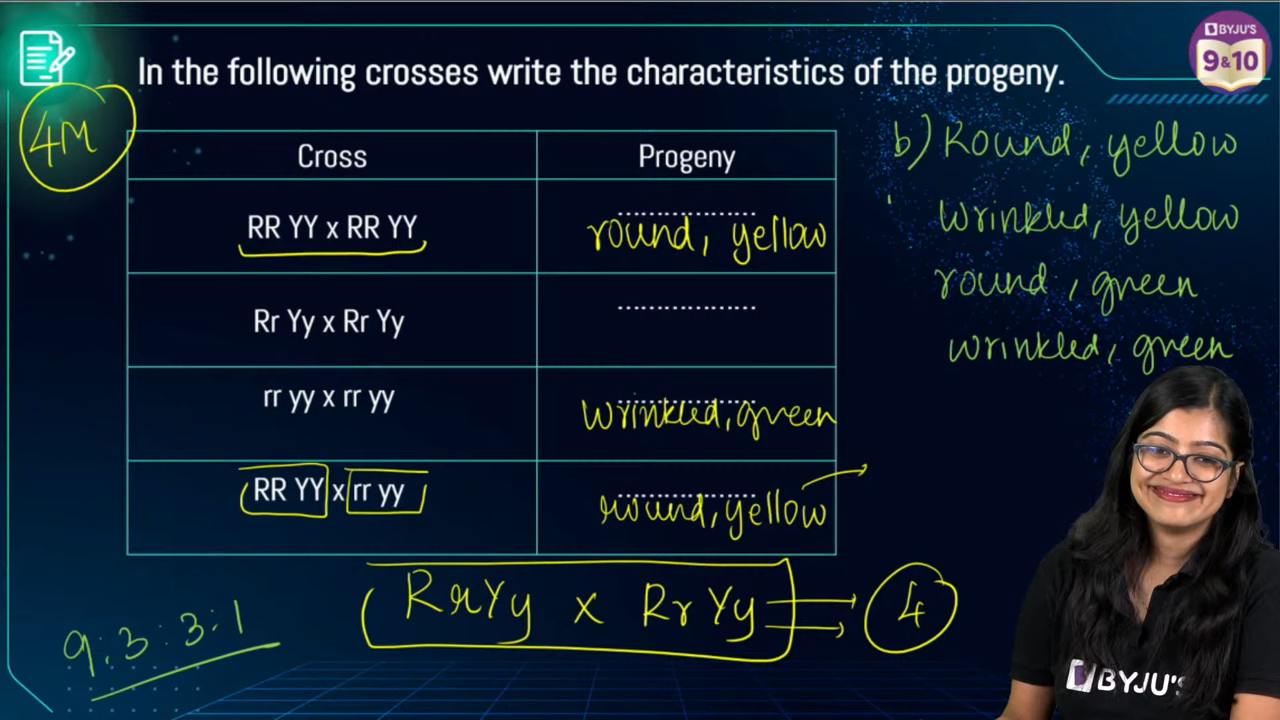 BYJU'S
9&10
In the following crosses write the characteristics of the progeny.
4M
Cross Progeny
RR YY x RR YY ..................
round, yellow
Rr Yy x Rr Yy ..................
rr yy x rr yy ..................
wrinkled, green
RR YY x rr yy ..................
round, yellow
b) Round, yellow
wrinkled, yellow
round, green
wrinkled, green
RrYy x RrYy 4
9:3:3:1
BYJU'S